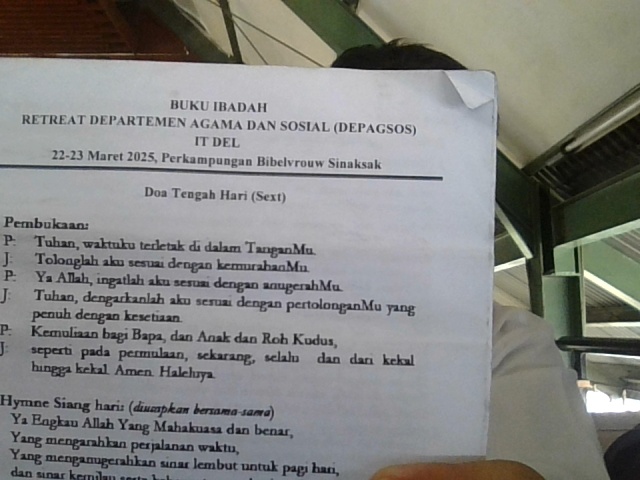 BUKU IBADAH
RETREAT DEPARTEMEN AGAMA DAN SOSIAL (DEPAGSOS)
IT DEL
22-23 Maret 2025, Perkampungan Bibelvrouw Sinaksak
Doa Tengah Hari (Sext)
Pembukaan:
P: Tuhan, waktuku terletak di dalam TanganMu.
J: Tolonglah aku sesuai dengan kemurahanMu.
P: Ya Allah, ingatlah aku sesuai dengan anugerahMu.
J: Tuhan, dengarkanlah aku sesuai dengan pertolonganMu yang
penuh dengan kesetiaan.
P: Kemuliaan bagi Bapa, dan Anak dan Roh Kudus,
J: seperti pada permulaan, sekarang, selalu dan dari kekal
hingga kekal. Amen. Haleluya.
Hymne Siang hari: (diucapkan bersama-sama)
Ya Engkau Allah Yang Mahakuasa dan benar,
Yang mengarahkan perjalanan waktu,
Yang menganugerahkan sinar lembut untuk pagi hari,
dan sinar kemilau